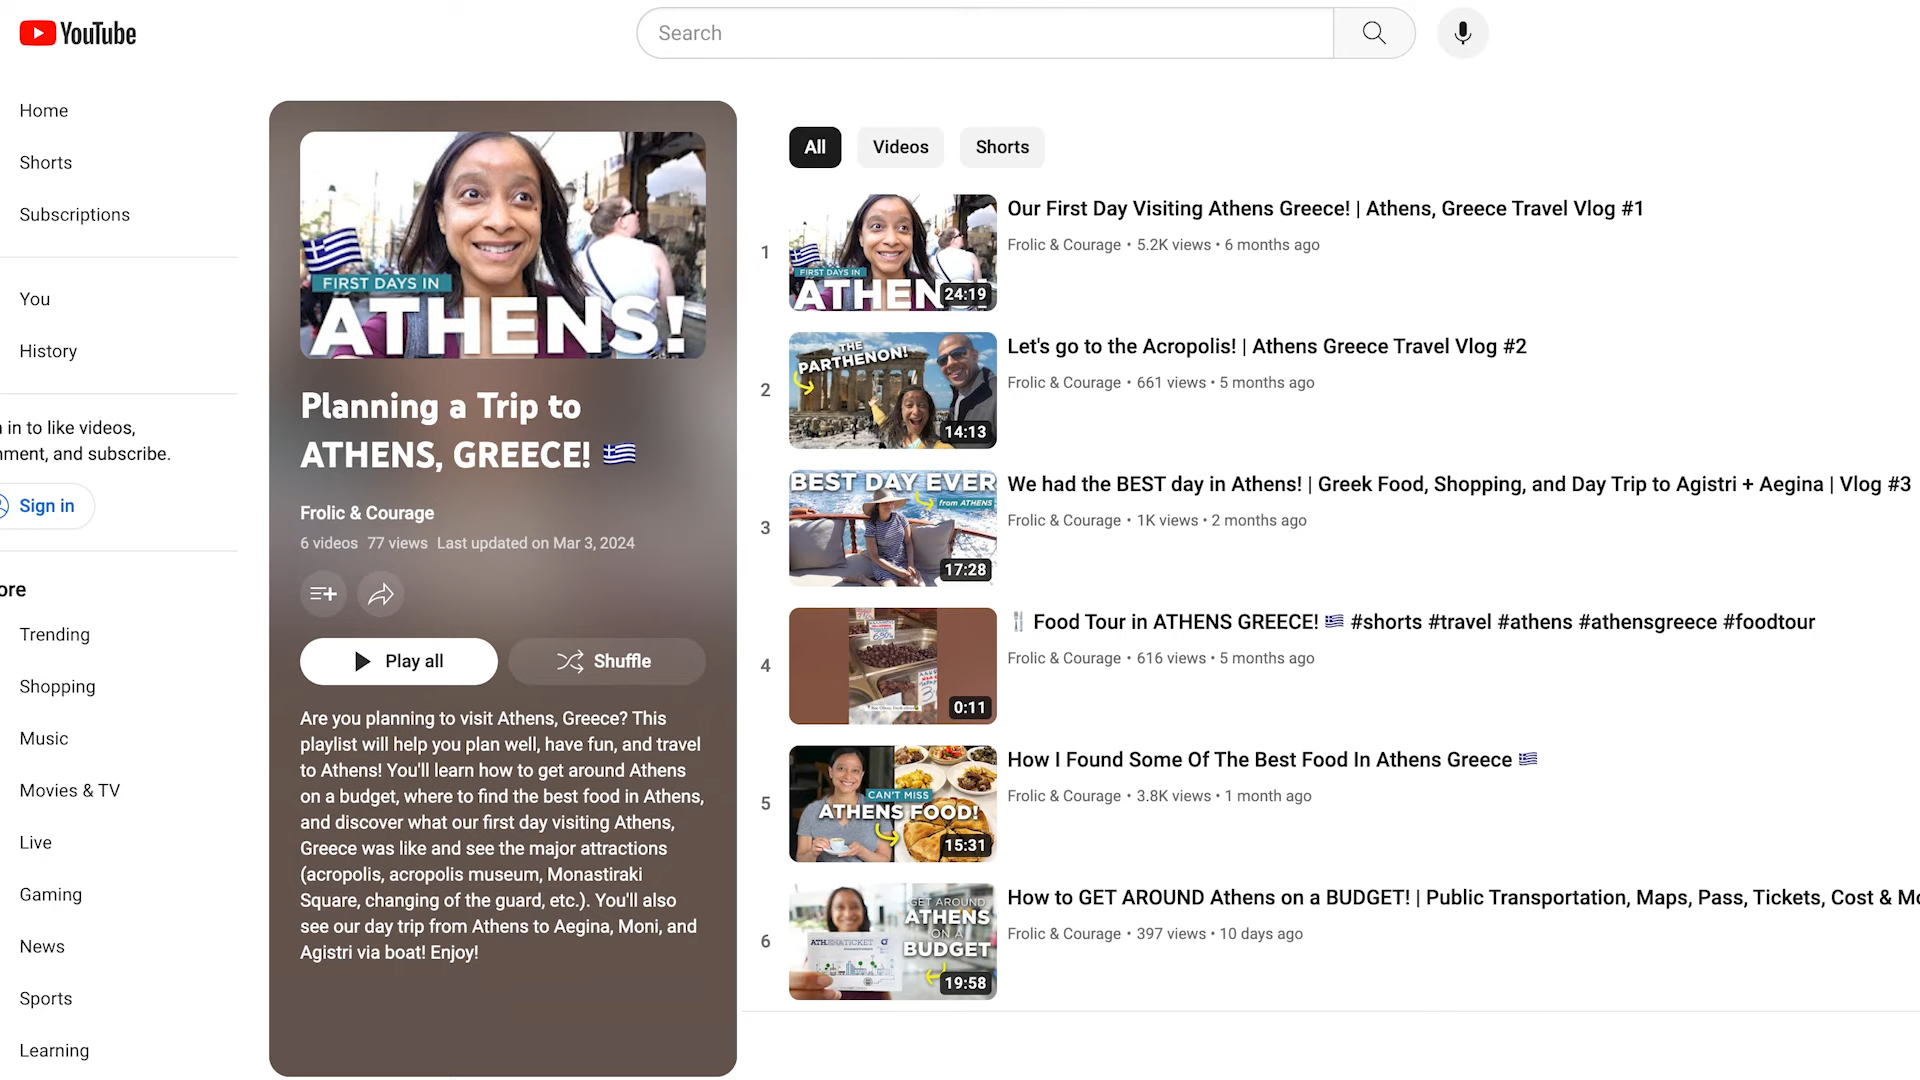 YouTube
Search
Home
Shorts
Subscriptions
You
History
in to like videos,
ment, and subscribe.
Sign in
ore
Trending
Shopping
Music
Movies & TV
Live
Gaming
News
Sports
Learning
FIRST DAYS IN
ATHENS!
Planning a Trip to
ATHENS, GREECE! 🇬🇷
Frolic & Courage
6 videos 77 views Last updated on Mar 3, 2024
Play all
Shuffle
Are you planning to visit Athens, Greece? This
playlist will help you plan well, have fun, and travel
to Athens! You'll learn how to get around Athens
on a budget, where to find the best food in Athens,
and discover what our first day visiting Athens,
Greece was like and see the major attractions
(acropolis, acropolis museum, Monastiraki
Square, changing of the guard, etc.). You'll also
see our day trip from Athens to Aegina, Moni, and
Agistri via boat! Enjoy!
All Videos Shorts
1
FIRST DAYS IN
ATHEN
24:19
Our First Day Visiting Athens Greece! | Athens, Greece Travel Vlog #1
Frolic & Courage • 5.2K views • 6 months ago
2
THE
PARTHENON!
14:13
Let's go to the Acropolis! | Athens Greece Travel Vlog #2
Frolic & Courage • 661 views • 5 months ago
3
BEST DAY EVER
from ATHENS
17:28
We had the BEST day in Athens! | Greek Food, Shopping, and Day Trip to Agistri + Aegina | Vlog #3
Frolic & Courage • 1K views • 2 months ago
4
0:11
🍴 Food Tour in ATHENS GREECE! 🇬🇷 #shorts #travel #athens #athensgreece #foodtour
Frolic & Courage • 616 views • 5 months ago
5
CAN'T MISS
ATHENS FOOD!
15:31
How I Found Some Of The Best Food In Athens Greece 🇬🇷
Frolic & Courage • 3.8K views • 1 month ago
6
GET AROUND
ATHENS
ON A
BUDGET
ATHENA TICKET
19:58
How to GET AROUND Athens on a BUDGET! | Public Transportation, Maps, Pass, Tickets, Cost & Mo
Frolic & Courage • 397 views • 10 days ago